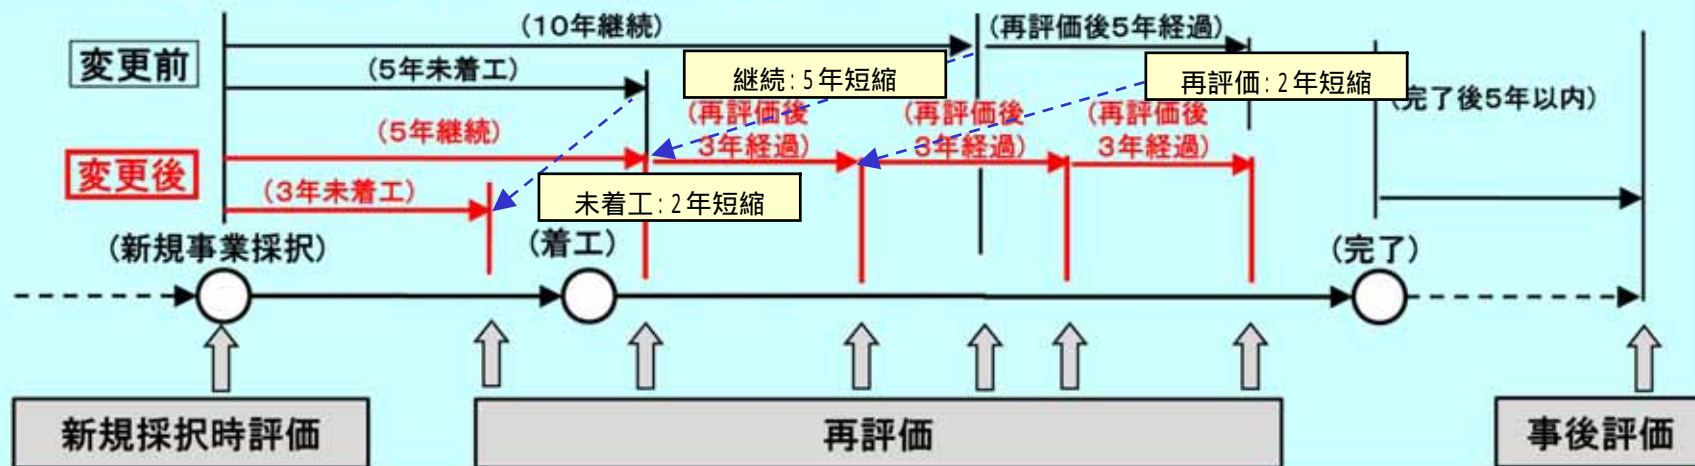 (10年継続)
(再評価後5年経過)
変更前
(5年未着工)
継続:5年短縮
再評価:2年短縮
(完了後5年以内)
(再評価後
3年経過)
(再評価後
3年経過)
(再評価後
3年経過)
(5年継続)
変更後
(3年未着工)
未着工:2年短縮
(新規事業採択)
(着工)
(完了)
新規採択時評価
再評価
事後評価